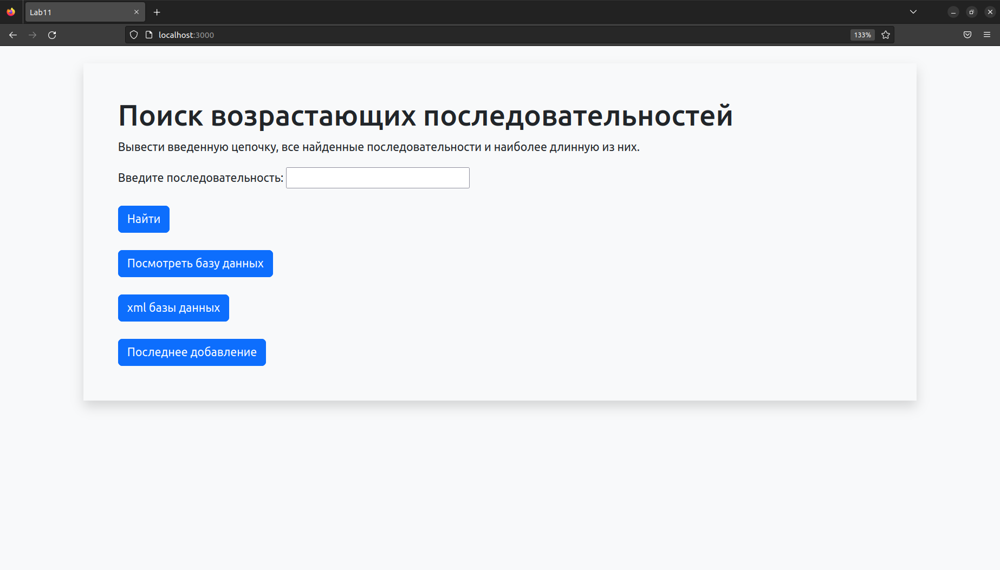 Lab11
localhost:3000
133%
Поиск возрастающих последовательностей
Вывести введенную цепочку, все найденные последовательности и наиболее длинную из них.
Введите последовательность:
Найти
Посмотреть базу данных
xml базы данных
Последнее добавление